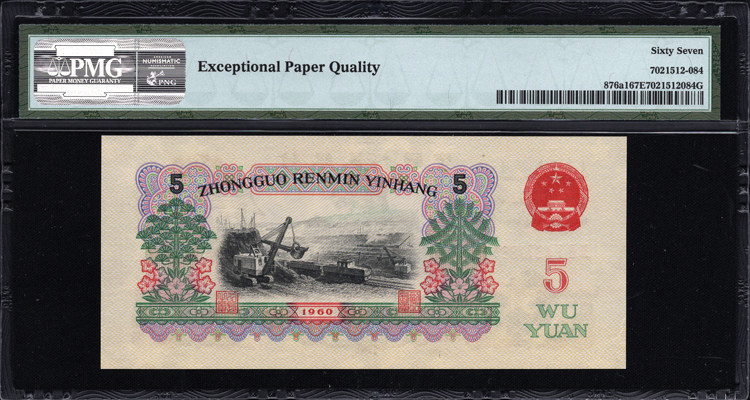 PMG
PAPER MONEY GUARANTY
NUMISMATIC
PNG
Exceptional Paper Quality
Sixty Seven
7021512-084
876a167E7021512084G
5
ZHONGGUO RENMIN YINHANG
5
1960
5
WU
YUAN